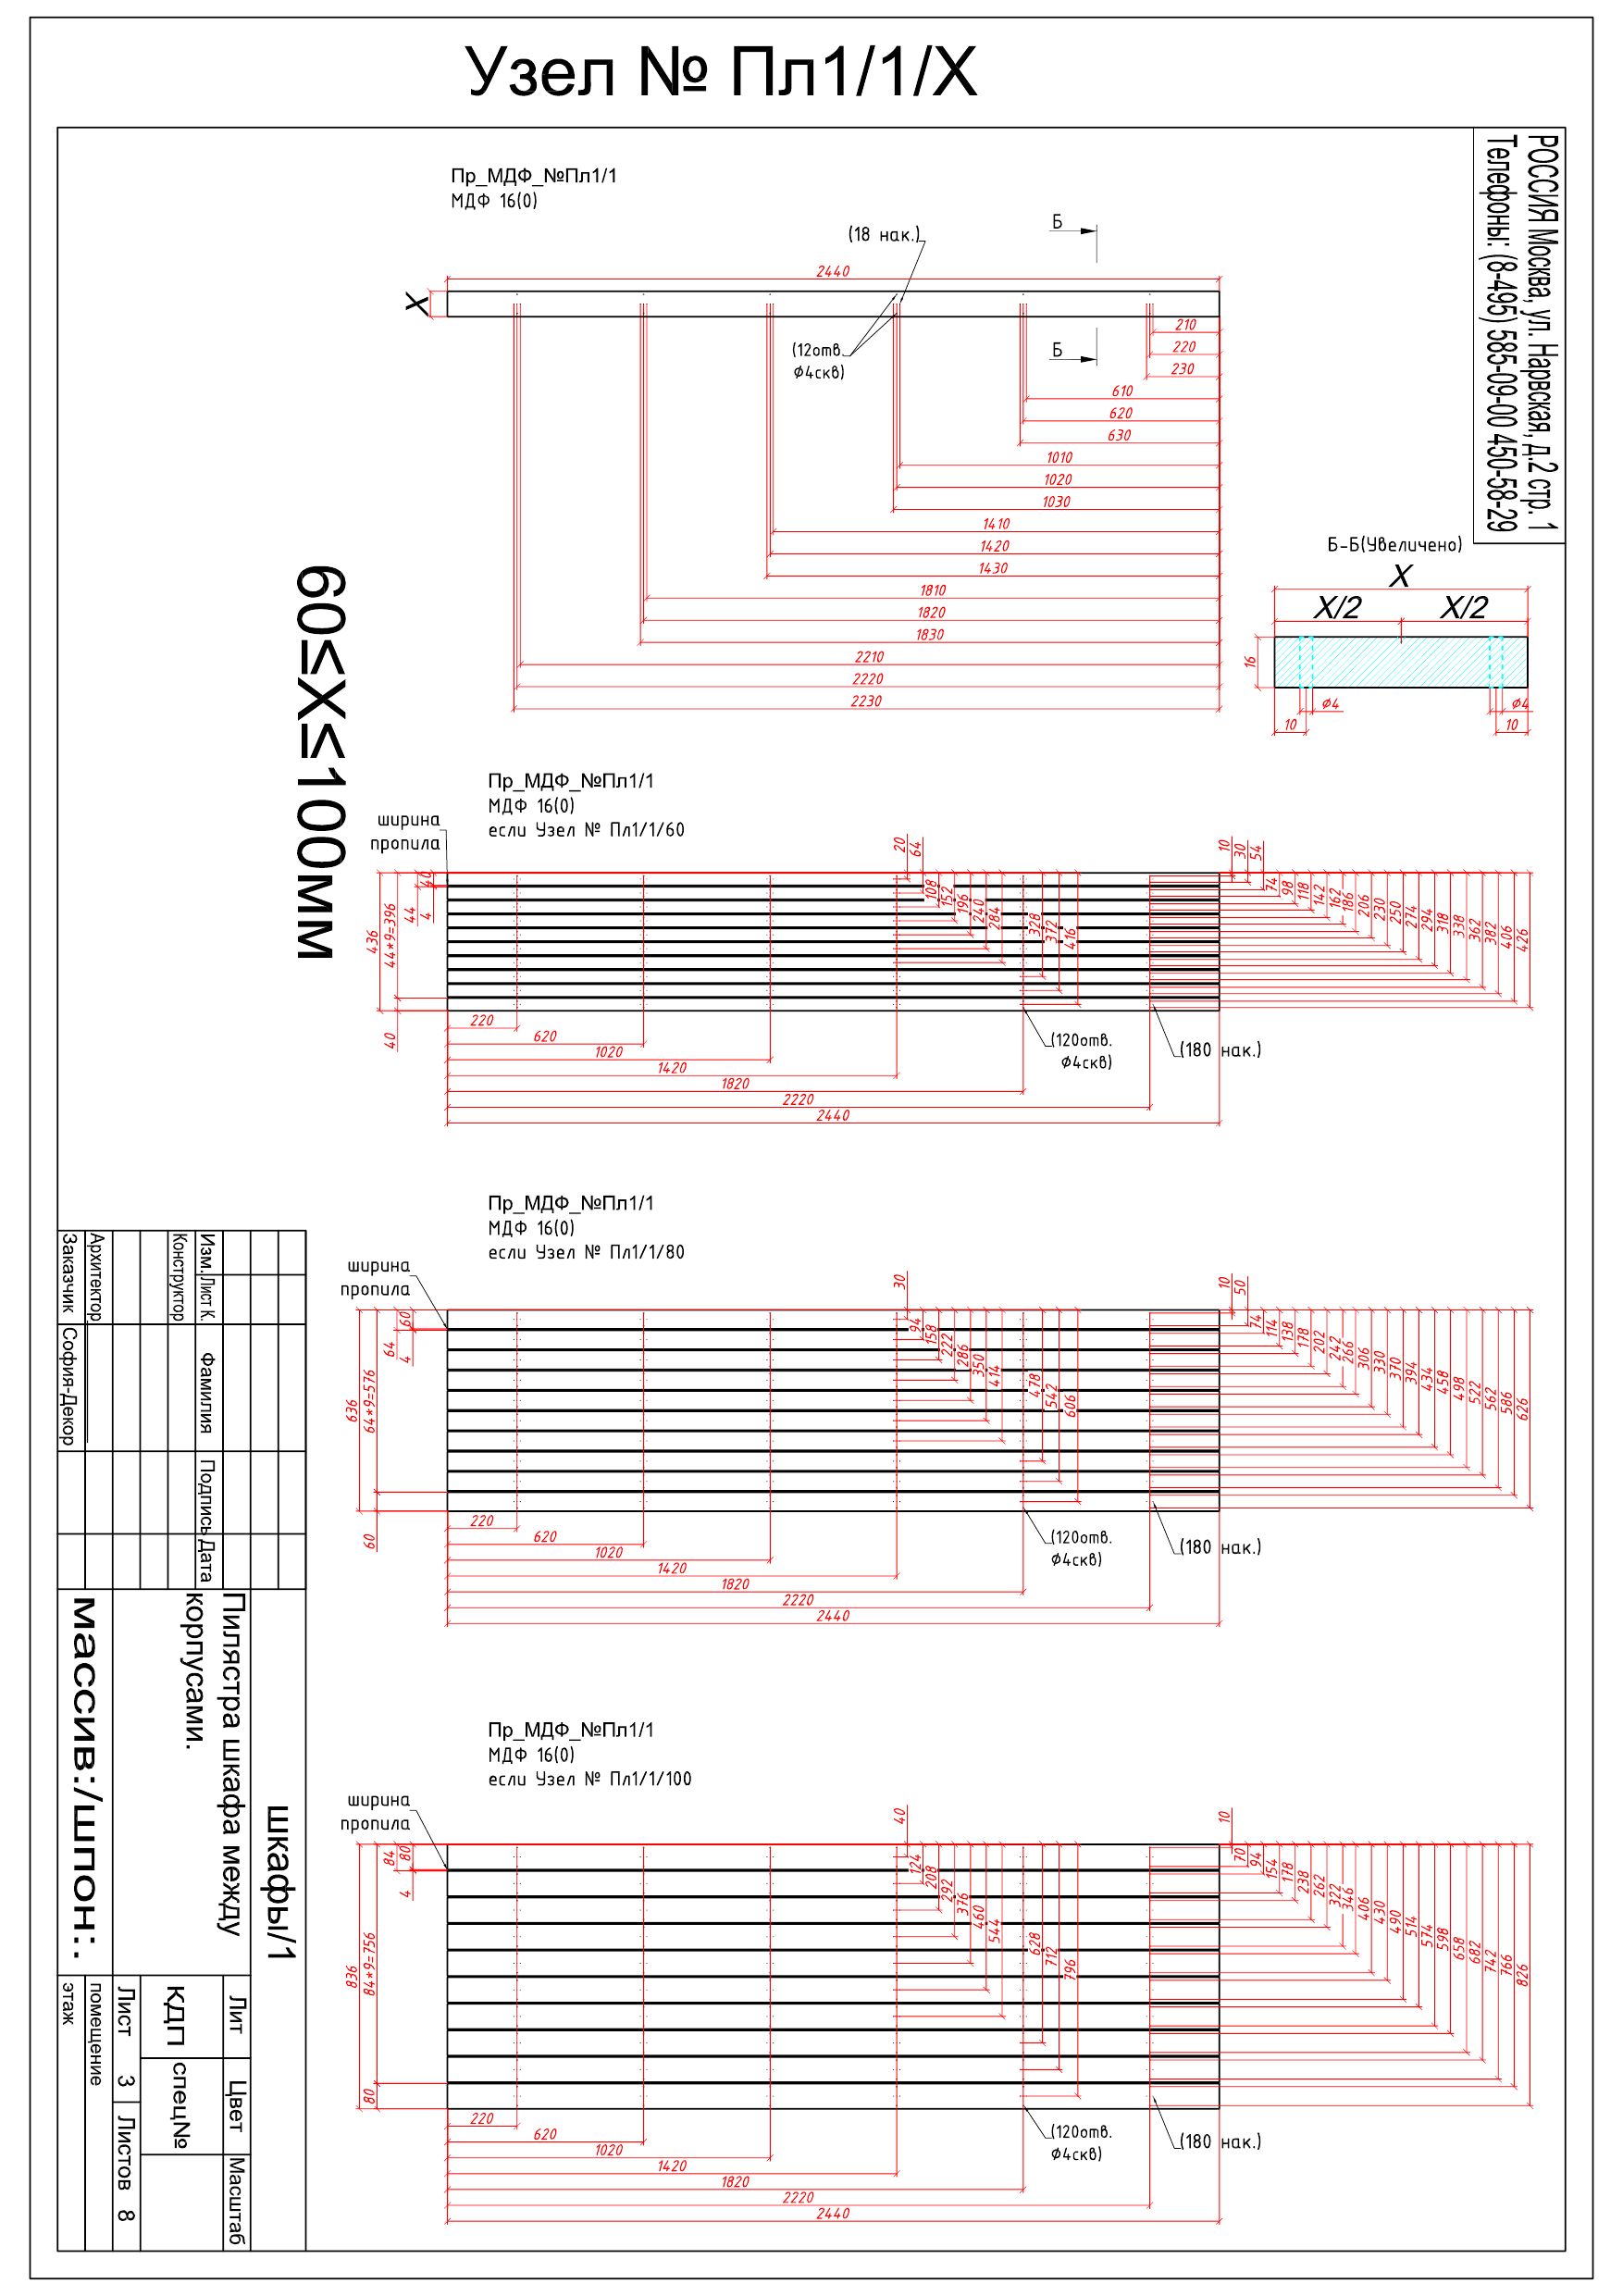 Узел № Пл1/1/Х
РОССИЯ Москва, ул. Нарвская, д.2 стр. 1
Телефоны: (8-495) 585-09-00 450-58-29
Пр_МДФ_№Пл1/1
МДФ 16(0)
(18 нак.)
Б
2440
X
(12отв.
Ф4скв)
Б
210
220
230
610
620
630
1010
1020
1030
1410
1420
1430
1810
1820
1830
2210
2220
2230
Б-Б(Увеличено)
X
X/2 X/2
16
Ф4 Ф4
10 10
60≤X≤100мм
Пр_МДФ_№Пл1/1
МДФ 16(0)
если Узел № Пл1/1/60
ширина
пропила
436
44*9=396
44
4
40
40
20
64
108
152
196
240
284
328
372
416
10
30
54
74
98
118
142
162
186
206
230
250
274
294
318
338
362
382
406
426
220
620
1020
1420
1820
2220
2440
(120отв.
Ф4скв)
(180 нак.)
Пр_МДФ_№Пл1/1
МДФ 16(0)
если Узел № Пл1/1/80
ширина
пропила
636
64*9=576
64
4
60
60
30
94
158
222
286
350
414
478
542
606
10
50
74
114
138
178
202
242
266
306
330
370
394
434
458
498
522
562
586
626
220
620
1020
1420
1820
2220
2440
(120отв.
Ф4скв)
(180 нак.)
Пр_МДФ_№Пл1/1
МДФ 16(0)
если Узел № Пл1/1/100
ширина
пропила
836
84*9=756
84
4
80
80
40
124
208
292
376
460
544
628
712
796
10
70
94
154
178
238
262
322
346
406
430
490
514
574
598
658
682
742
766
826
220
620
1020
1420
1820
2220
2440
(120отв.
Ф4скв)
(180 нак.)
Изм. Лист К. Фамилия Подпись Дата
Конструктор
Архитектор
Заказчик София-Декор
шкафы/1
Пилястра шкафа между
корпусами.
массив:/шпон:.
Лит Цвет Масштаб
КДП спец№
Лист 3 Листов 8
помещение
этаж